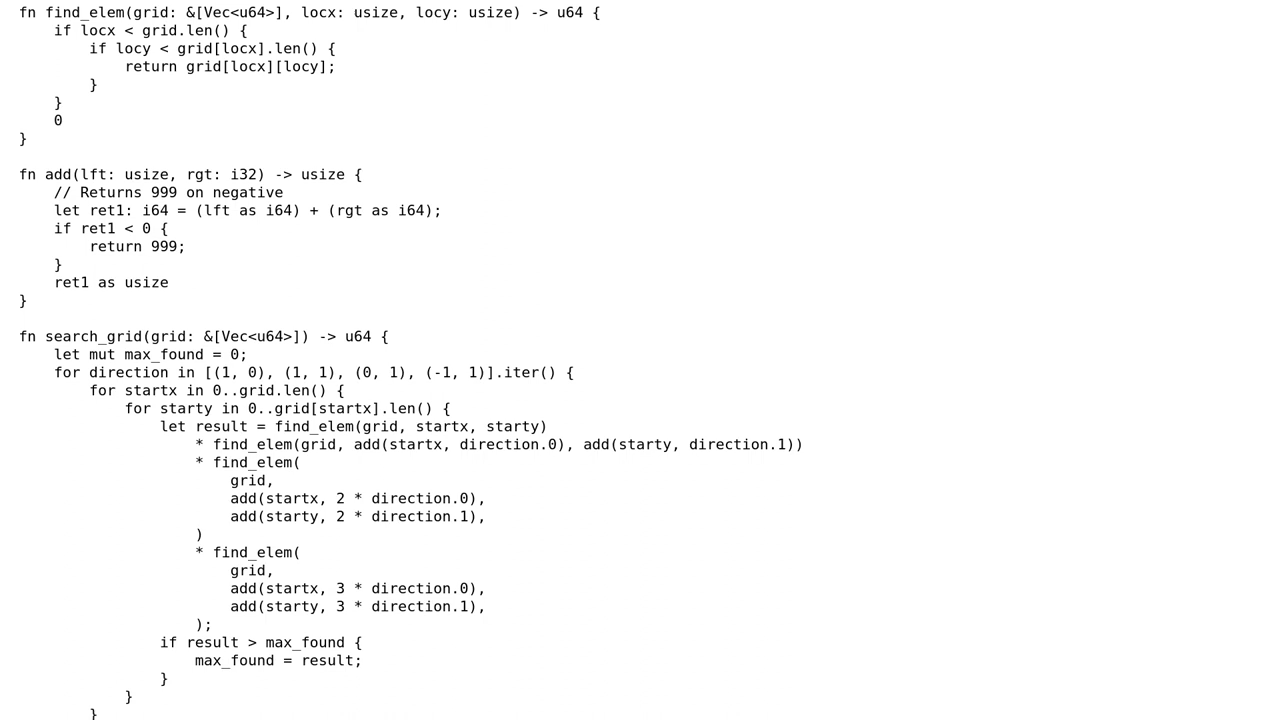 fn find_elem(grid: &[Vec<u64>], locx: usize, locy: usize) -> u64 {
    if locx < grid.len() {
        if locy < grid[locx].len() {
            return grid[locx][locy];
        }
    }
    0
}

fn add(lft: usize, rgt: i32) -> usize {
    // Returns 999 on negative
    let ret1: i64 = (lft as i64) + (rgt as i64);
    if ret1 < 0 {
        return 999;
    }
    ret1 as usize
}

fn search_grid(grid: &[Vec<u64>]) -> u64 {
    let mut max_found = 0;
    for direction in [(1, 0), (1, 1), (0, 1), (-1, 1)].iter() {
        for startx in 0..grid.len() {
            for starty in 0..grid[startx].len() {
                let result = find_elem(grid, startx, starty)
                    * find_elem(grid, add(startx, direction.0), add(starty, direction.1))
                    * find_elem(
                        grid,
                        add(startx, 2 * direction.0),
                        add(starty, 2 * direction.1),
                    )
                    * find_elem(
                        grid,
                        add(startx, 3 * direction.0),
                        add(starty, 3 * direction.1),
                    );
                if result > max_found {
                    max_found = result;
                }
            }
        }